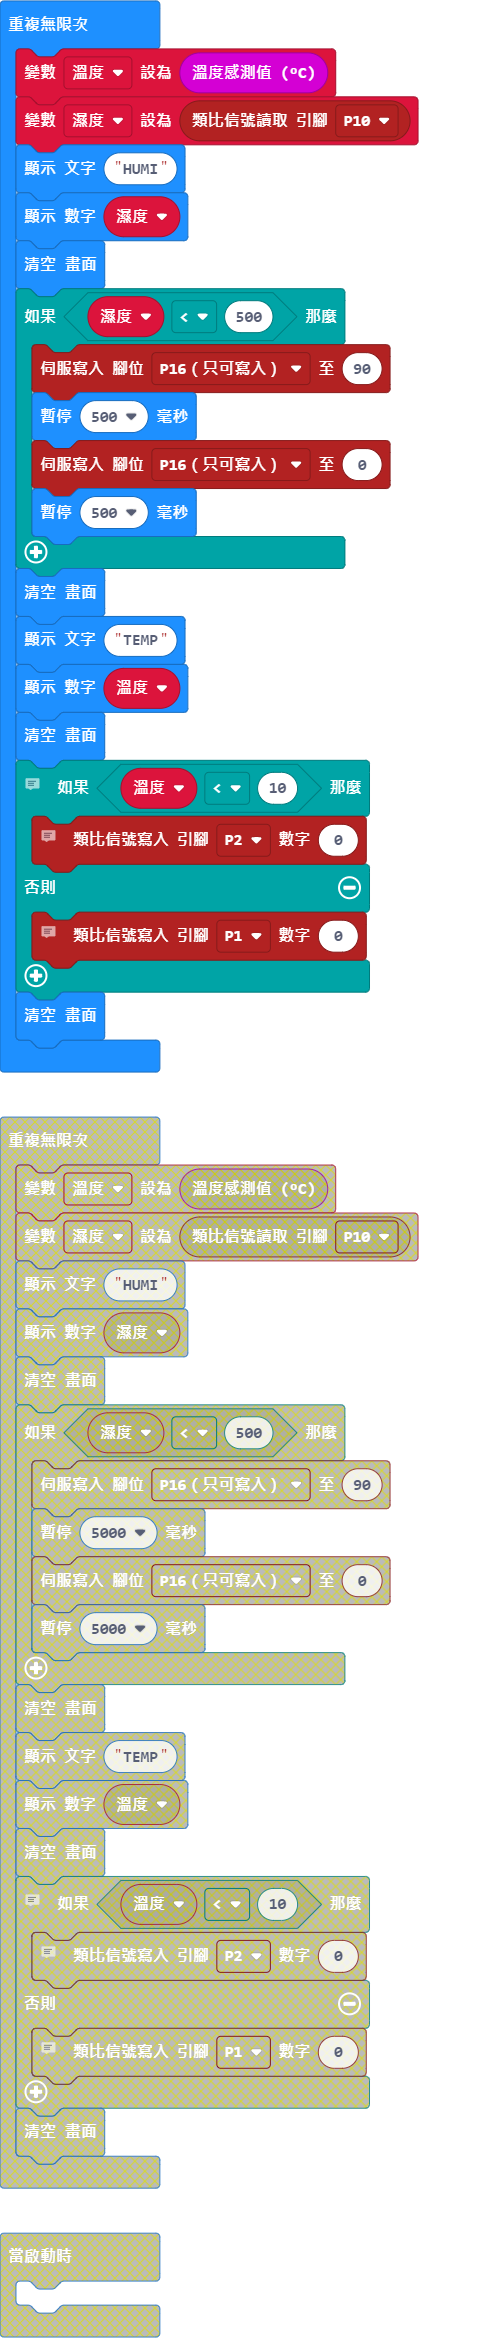 重複無限次
變數 溫度 設為 溫度感測值 (ºC)
變數 濕度 設為 類比信號讀取 引腳 P10
顯示 文字 "HUMI"
顯示 數字 濕度
清空 畫面
如果 濕度 < 500 那麼
伺服寫入 腳位 P16（只可寫入） 至 90
暫停 500 毫秒
伺服寫入 腳位 P16（只可寫入） 至 0
暫停 500 毫秒
清空 畫面
顯示 文字 "TEMP"
顯示 數字 溫度
清空 畫面
如果 溫度 < 10 那麼
類比信號寫入 引腳 P2 數字 0
否則
類比信號寫入 引腳 P1 數字 0
清空 畫面
重複無限次
變數 溫度 設為 溫度感測值 (ºC)
變數 濕度 設為 類比信號讀取 引腳 P10
顯示 文字 "HUMI"
顯示 數字 濕度
清空 畫面
如果 濕度 < 500 那麼
伺服寫入 腳位 P16（只可寫入） 至 90
暫停 5000 毫秒
伺服寫入 腳位 P16（只可寫入） 至 0
暫停 5000 毫秒
清空 畫面
顯示 文字 "TEMP"
顯示 數字 溫度
清空 畫面
如果 溫度 < 10 那麼
類比信號寫入 引腳 P2 數字 0
否則
類比信號寫入 引腳 P1 數字 0
清空 畫面
當啟動時